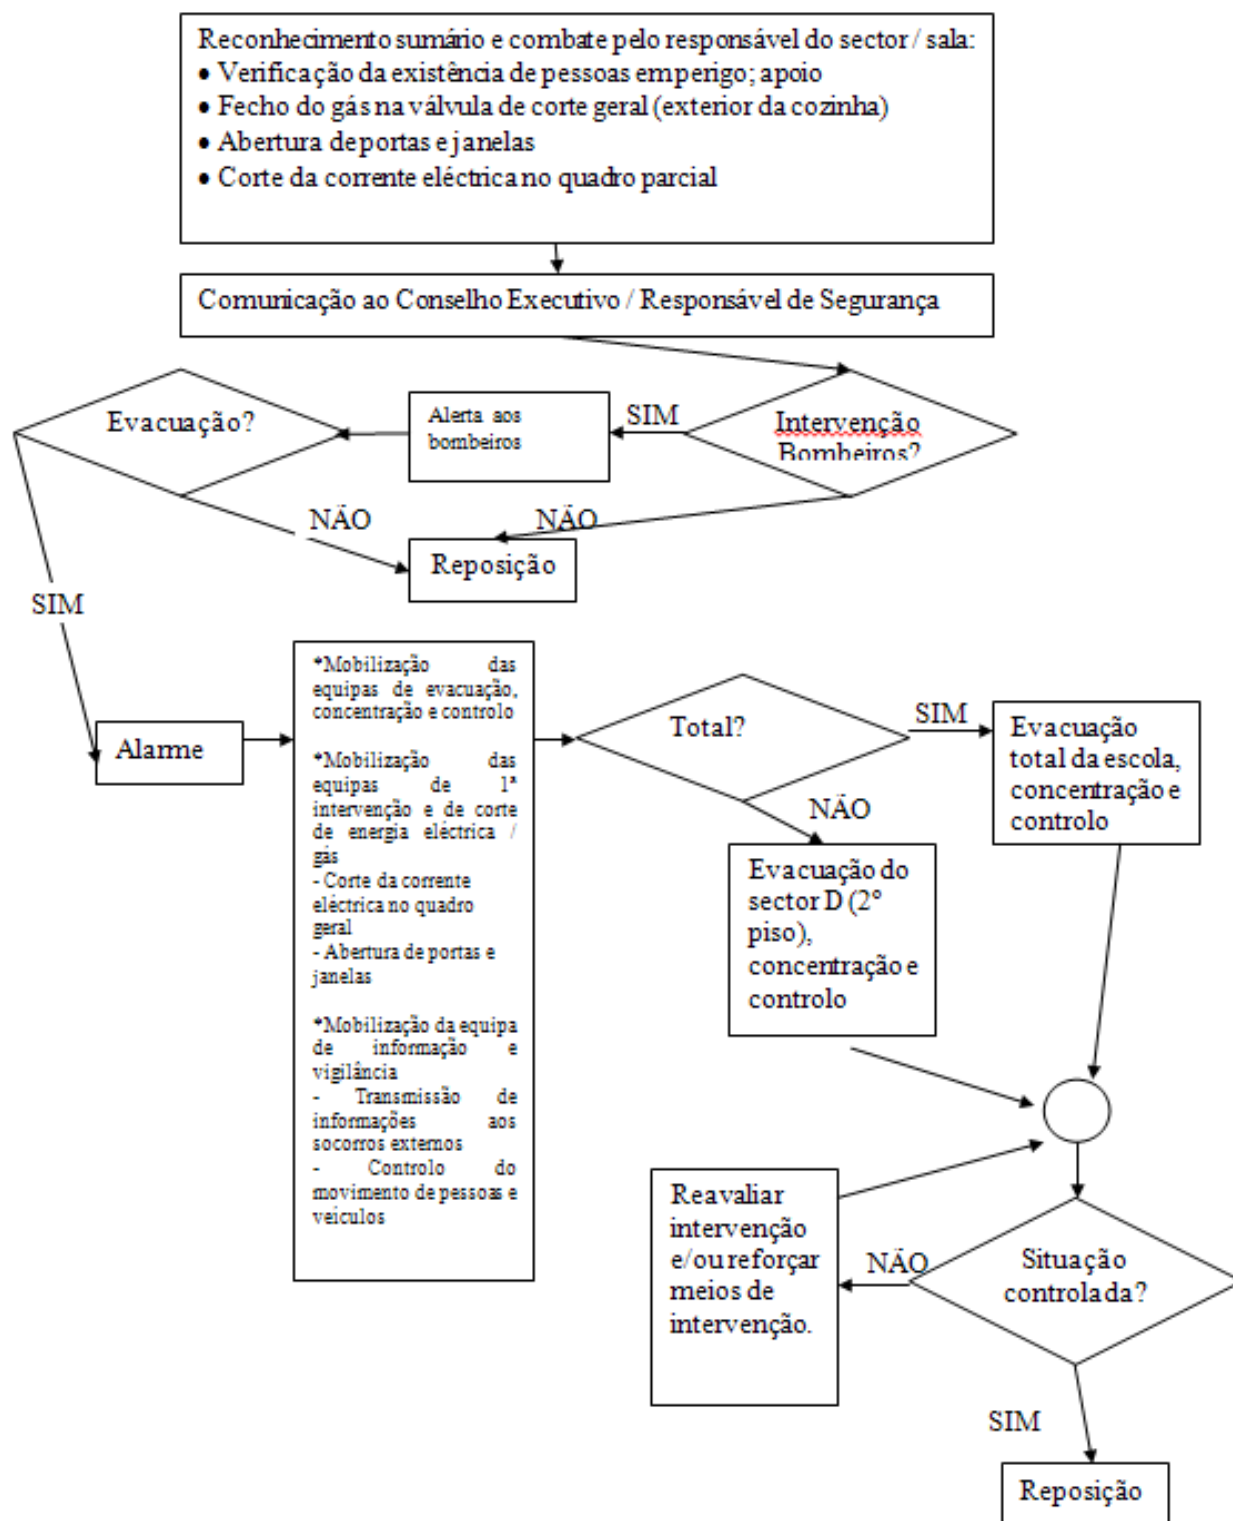 Reconhecimento sumário e combate pelo responsável do sector / sala:
• Verificação da existência de pessoas em perigo; apoio
• Fecho do gás na válvula de corte geral (exterior da cozinha)
• Abertura de portas e janelas
• Corte da corrente eléctrica no quadro parcial
Comunicação ao Conselho Executivo / Responsável de Segurança
Evacuação?
Alerta aos
bombeiros
SIM
Intervenção
Bombeiros?
NÃO
NÃO
Reposição
SIM
Alarme
*Mobilização das
equipas de evacuação,
concentração e controlo
*Mobilização das
equipas de 1ª
intervenção e de corte
de energia eléctrica /
gás
- Corte da corrente
eléctrica no quadro
geral
- Abertura de portas e
janelas
*Mobilização da equipa
de informação e
vigilância
- Transmissão de
informações aos
socorros externos
- Controlo do
movimento de pessoas e
veículos
Total?
SIM
Evacuação
total da escola,
concentração e
controlo
NÃO
Evacuação do
sector D (2º
piso),
concentração e
controlo
Reavaliar
intervenção
e/ou reforçar
meios de
intervenção.
NÃO
Situação
controlada?
SIM
Reposição